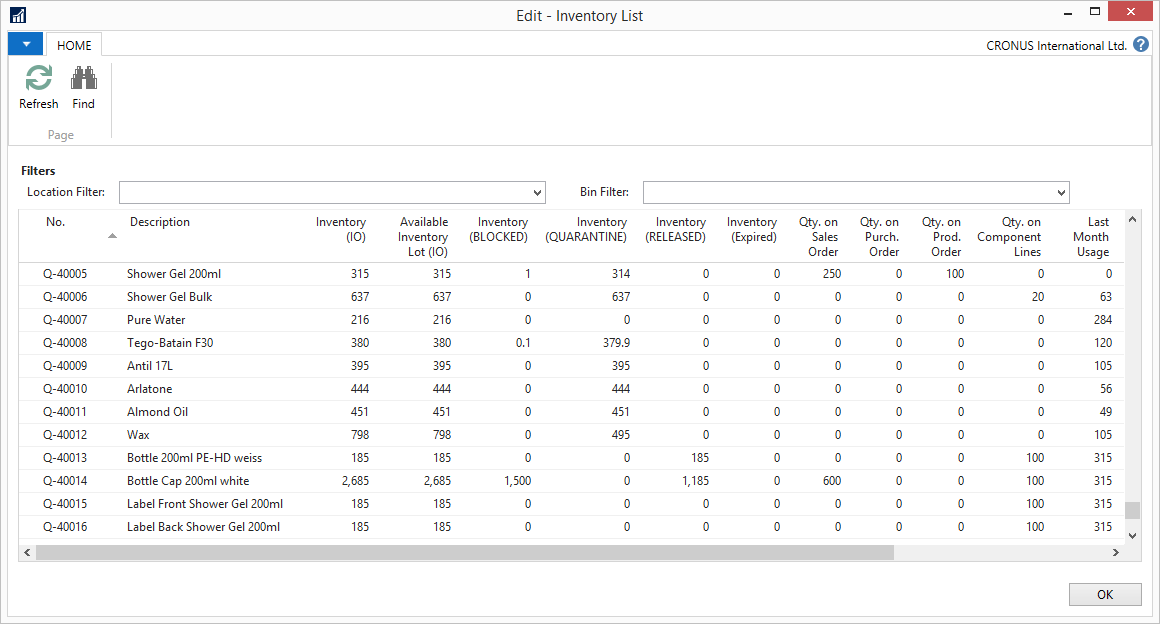 Edit - Inventory List
HOME
CRONUS International Ltd. ?
Refresh Find
Page
Filters
Location Filter: Bin Filter:
No. Description Inventory (IO) Available Inventory Lot (IO) Inventory (BLOCKED) Inventory (QUARANTINE) Inventory (RELEASED) Inventory (Expired) Qty. on Sales Order Qty. on Purch. Order Qty. on Prod. Order Qty. on Component Lines Last Month Usage
Q-40005 Shower Gel 200ml 315 315 1 314 0 0 250 0 100 0 0
Q-40006 Shower Gel Bulk 637 637 0 637 0 0 0 0 0 20 63
Q-40007 Pure Water 216 216 0 0 0 0 0 0 0 0 284
Q-40008 Tego-Batain F30 380 380 0.1 379.9 0 0 0 0 0 0 120
Q-40009 Antil 17L 395 395 0 395 0 0 0 0 0 0 105
Q-40010 Arlatone 444 444 0 444 0 0 0 0 0 0 56
Q-40011 Almond Oil 451 451 0 451 0 0 0 0 0 0 49
Q-40012 Wax 798 798 0 495 0 0 0 0 0 0 105
Q-40013 Bottle 200ml PE-HD weiss 185 185 0 0 185 0 0 0 0 100 315
Q-40014 Bottle Cap 200ml white 2,685 2,685 1,500 0 1,185 0 600 0 0 100 315
Q-40015 Label Front Shower Gel 200ml 185 185 0 0 0 0 0 0 0 100 315
Q-40016 Label Back Shower Gel 200ml 185 185 0 0 0 0 0 0 0 100 315
OK